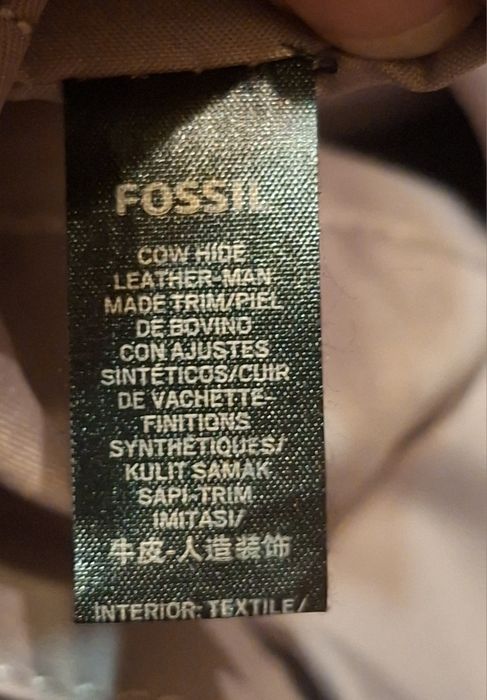 FOSSIL
COW HIDE
LEATHER-MAN
MADE TRIM/PIEL
DE BOVINO
CON AJUSTES
SINTÉTICOS/CUIR
DE VACHETTE-
FINITIONS
SYNTHÉTIQUES/
KULIT SAMAK
SAPI-TRIM
IMITASI/
牛皮-人造装饰
INTERIOR: TEXTILE/